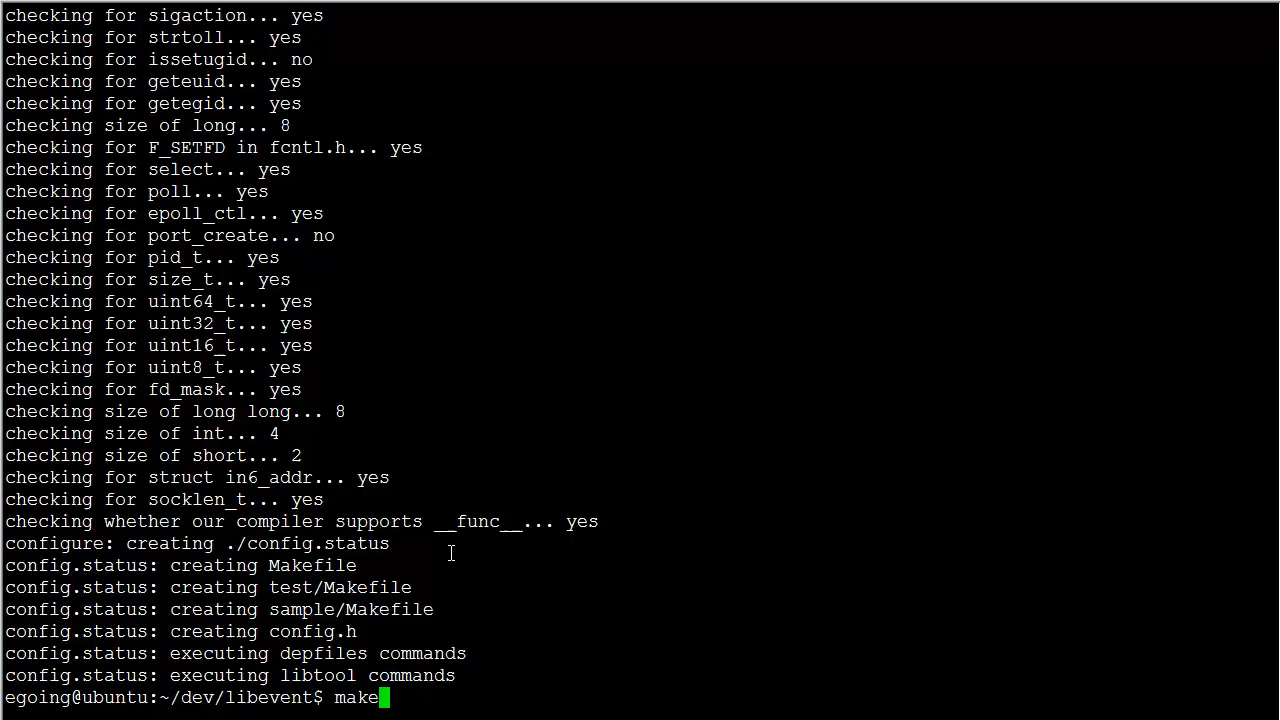 checking for sigaction... yes
checking for strtoll... yes
checking for issetugid... no
checking for geteuid... yes
checking for getegid... yes
checking size of long... 8
checking for F_SETFD in fcntl.h... yes
checking for select... yes
checking for poll... yes
checking for epoll_ctl... yes
checking for port_create... no
checking for pid_t... yes
checking for size_t... yes
checking for uint64_t... yes
checking for uint32_t... yes
checking for uint16_t... yes
checking for uint8_t... yes
checking for fd_mask... yes
checking size of long long... 8
checking size of int... 4
checking size of short... 2
checking for struct in6_addr... yes
checking for socklen_t... yes
checking whether our compiler supports __func__... yes
configure: creating ./config.status
config.status: creating Makefile
config.status: creating test/Makefile
config.status: creating sample/Makefile
config.status: creating config.h
config.status: executing depfiles commands
config.status: executing libtool commands
egoing@ubuntu:~/dev/libevent$ make